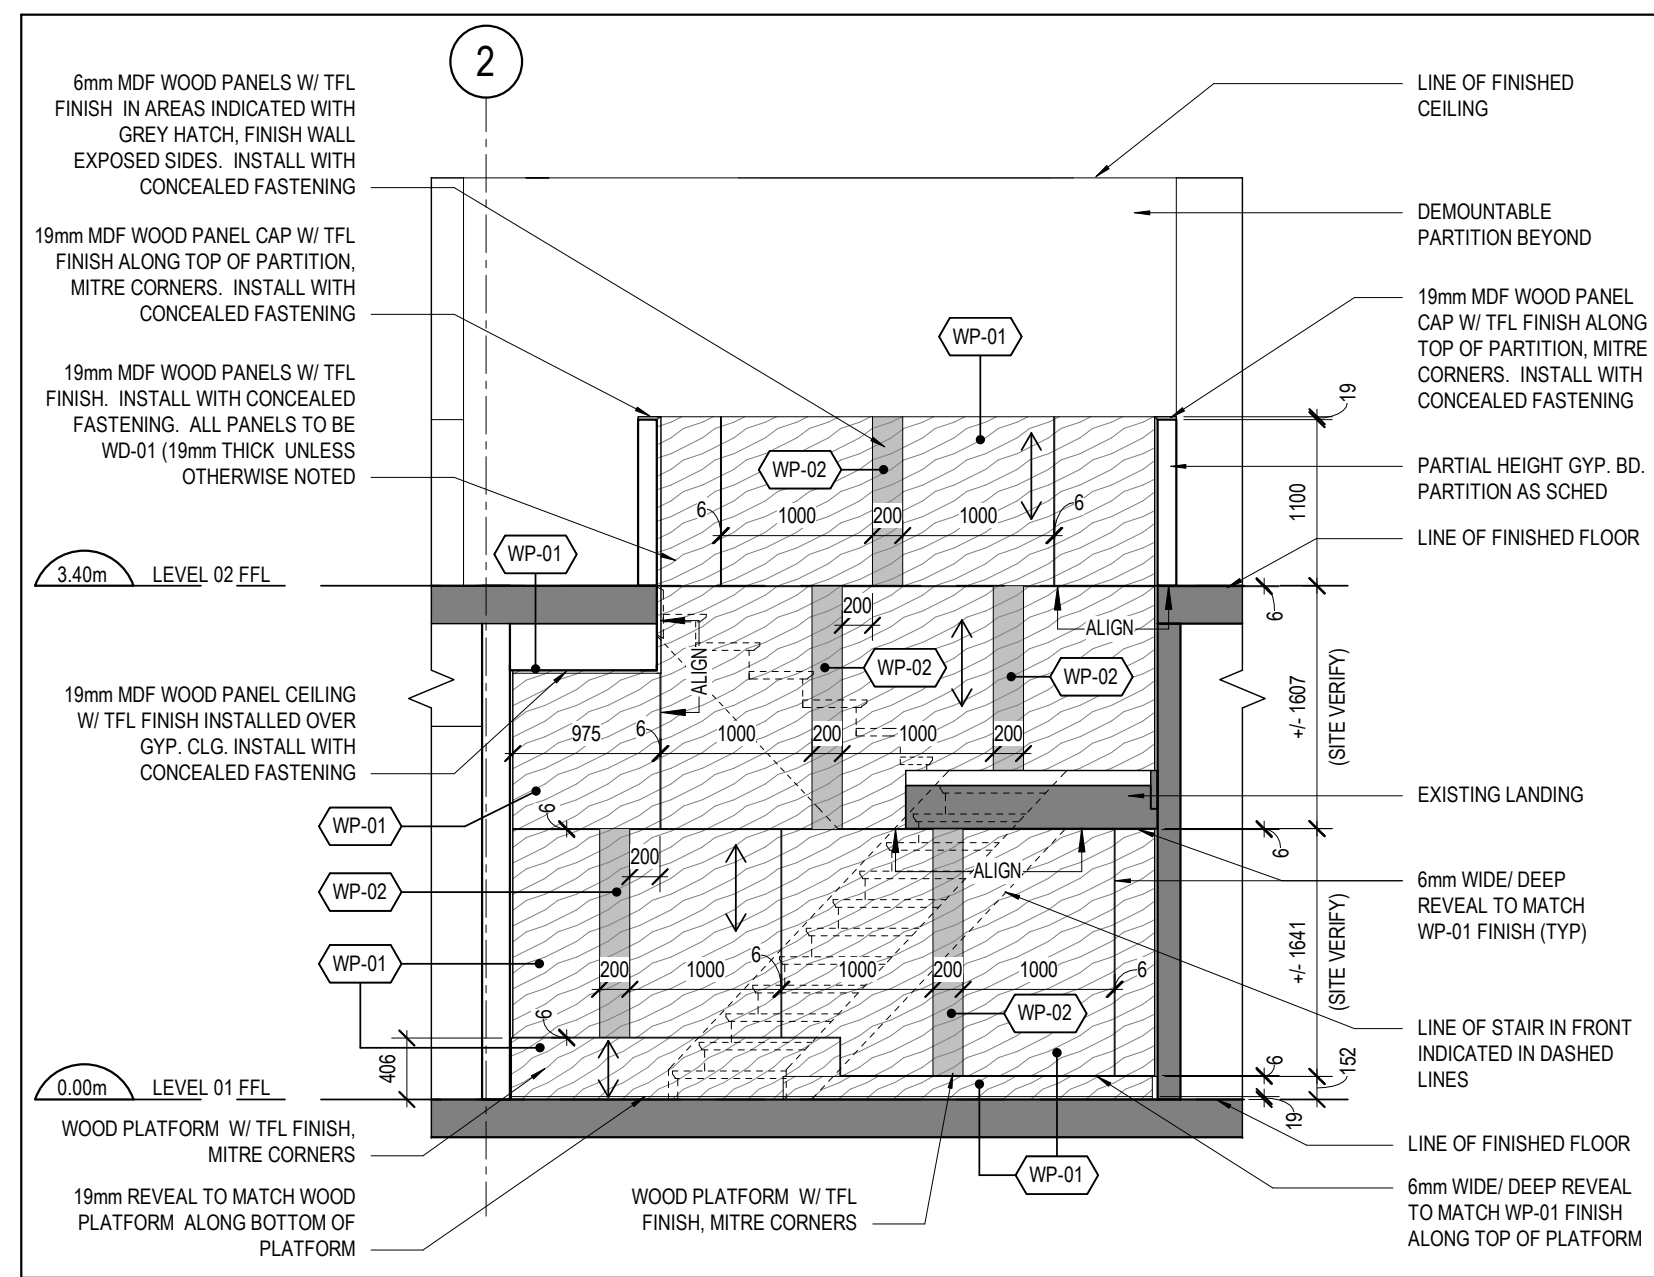 2
6mm MDF WOOD PANELS W/ TFL
FINISH IN AREAS INDICATED WITH
GREY HATCH, FINISH WALL
EXPOSED SIDES. INSTALL WITH
CONCEALED FASTENING
19mm MDF WOOD PANEL CAP W/ TFL
FINISH ALONG TOP OF PARTITION,
MITRE CORNERS. INSTALL WITH
CONCEALED FASTENING
19mm MDF WOOD PANELS W/ TFL
FINISH. INSTALL WITH CONCEALED
FASTENING. ALL PANELS TO BE
WD-01 (19mm THICK UNLESS
OTHERWISE NOTED
3.40m LEVEL 02 FFL
19mm MDF WOOD PANEL CEILING
W/ TFL FINISH INSTALLED OVER
GYP. CLG. INSTALL WITH
CONCEALED FASTENING
WP-01
WP-02
WP-01
406
0.00m LEVEL 01 FFL
WOOD PLATFORM W/ TFL FINISH,
MITRE CORNERS
19mm REVEAL TO MATCH WOOD
PLATFORM ALONG BOTTOM OF
PLATFORM
WP-01
WP-02
6 1000 200 1000 6
WP-01
200
ALIGN
ALIGN
WP-02
WP-02
975 6 1000 200 1000 200
6
200
ALIGN
200 1000 6 1000 200 1000 6
WP-02
6
WP-01
WOOD PLATFORM W/ TFL
FINISH, MITRE CORNERS
LINE OF FINISHED
CEILING
DEMOUNTABLE
PARTITION BEYOND
19mm MDF WOOD PANEL
CAP W/ TFL FINISH ALONG
TOP OF PARTITION, MITRE
CORNERS. INSTALL WITH
CONCEALED FASTENING
19
PARTIAL HEIGHT GYP. BD.
PARTITION AS SCHED
1100
LINE OF FINISHED FLOOR
6
+/- 1607
(SITE VERIFY)
EXISTING LANDING
6
6mm WIDE/ DEEP
REVEAL TO MATCH
WP-01 FINISH (TYP)
+/- 1641
(SITE VERIFY)
LINE OF STAIR IN FRONT
INDICATED IN DASHED
LINES
6
152
19
LINE OF FINISHED FLOOR
6mm WIDE/ DEEP REVEAL
TO MATCH WP-01 FINISH
ALONG TOP OF PLATFORM